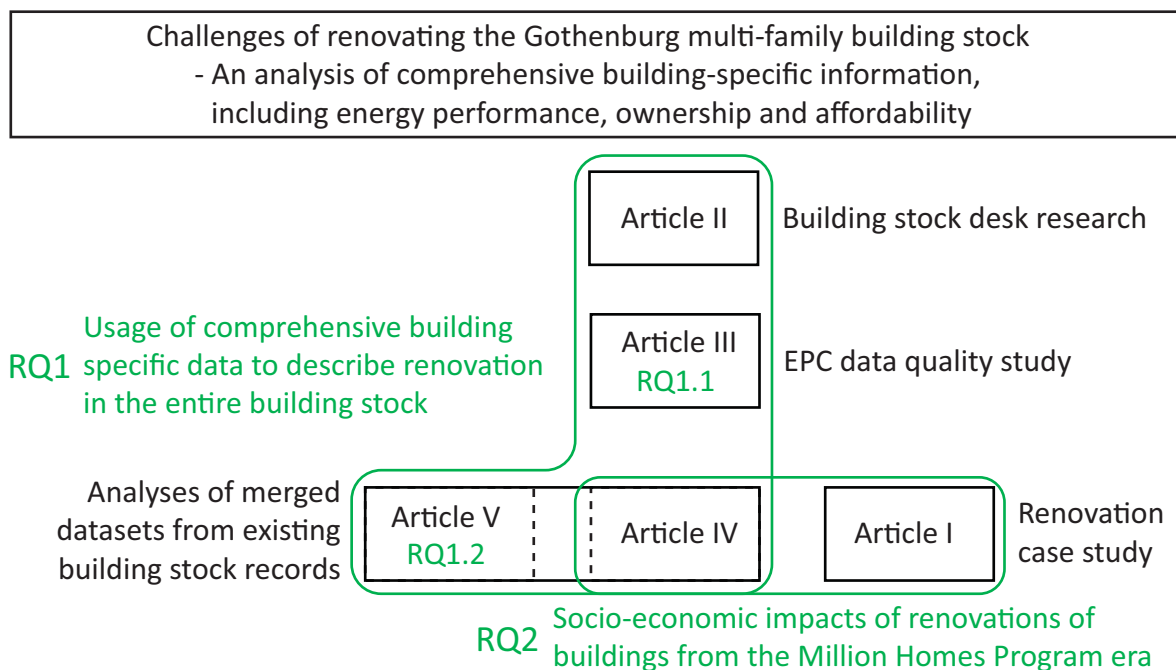 Challenges of renovating the Gothenburg multi-family building stock
- An analysis of comprehensive building-specific information,
including energy performance, ownership and affordability
Article II
Building stock desk research
RQ1
Usage of comprehensive building
specific data to describe renovation
in the entire building stock
Article III
RQ1.1
EPC data quality study
Analyses of merged
datasets from existing
building stock records
Article V
RQ1.2
Article IV
Article I
Renovation
case study
RQ2
Socio-economic impacts of renovations of
buildings from the Million Homes Program era